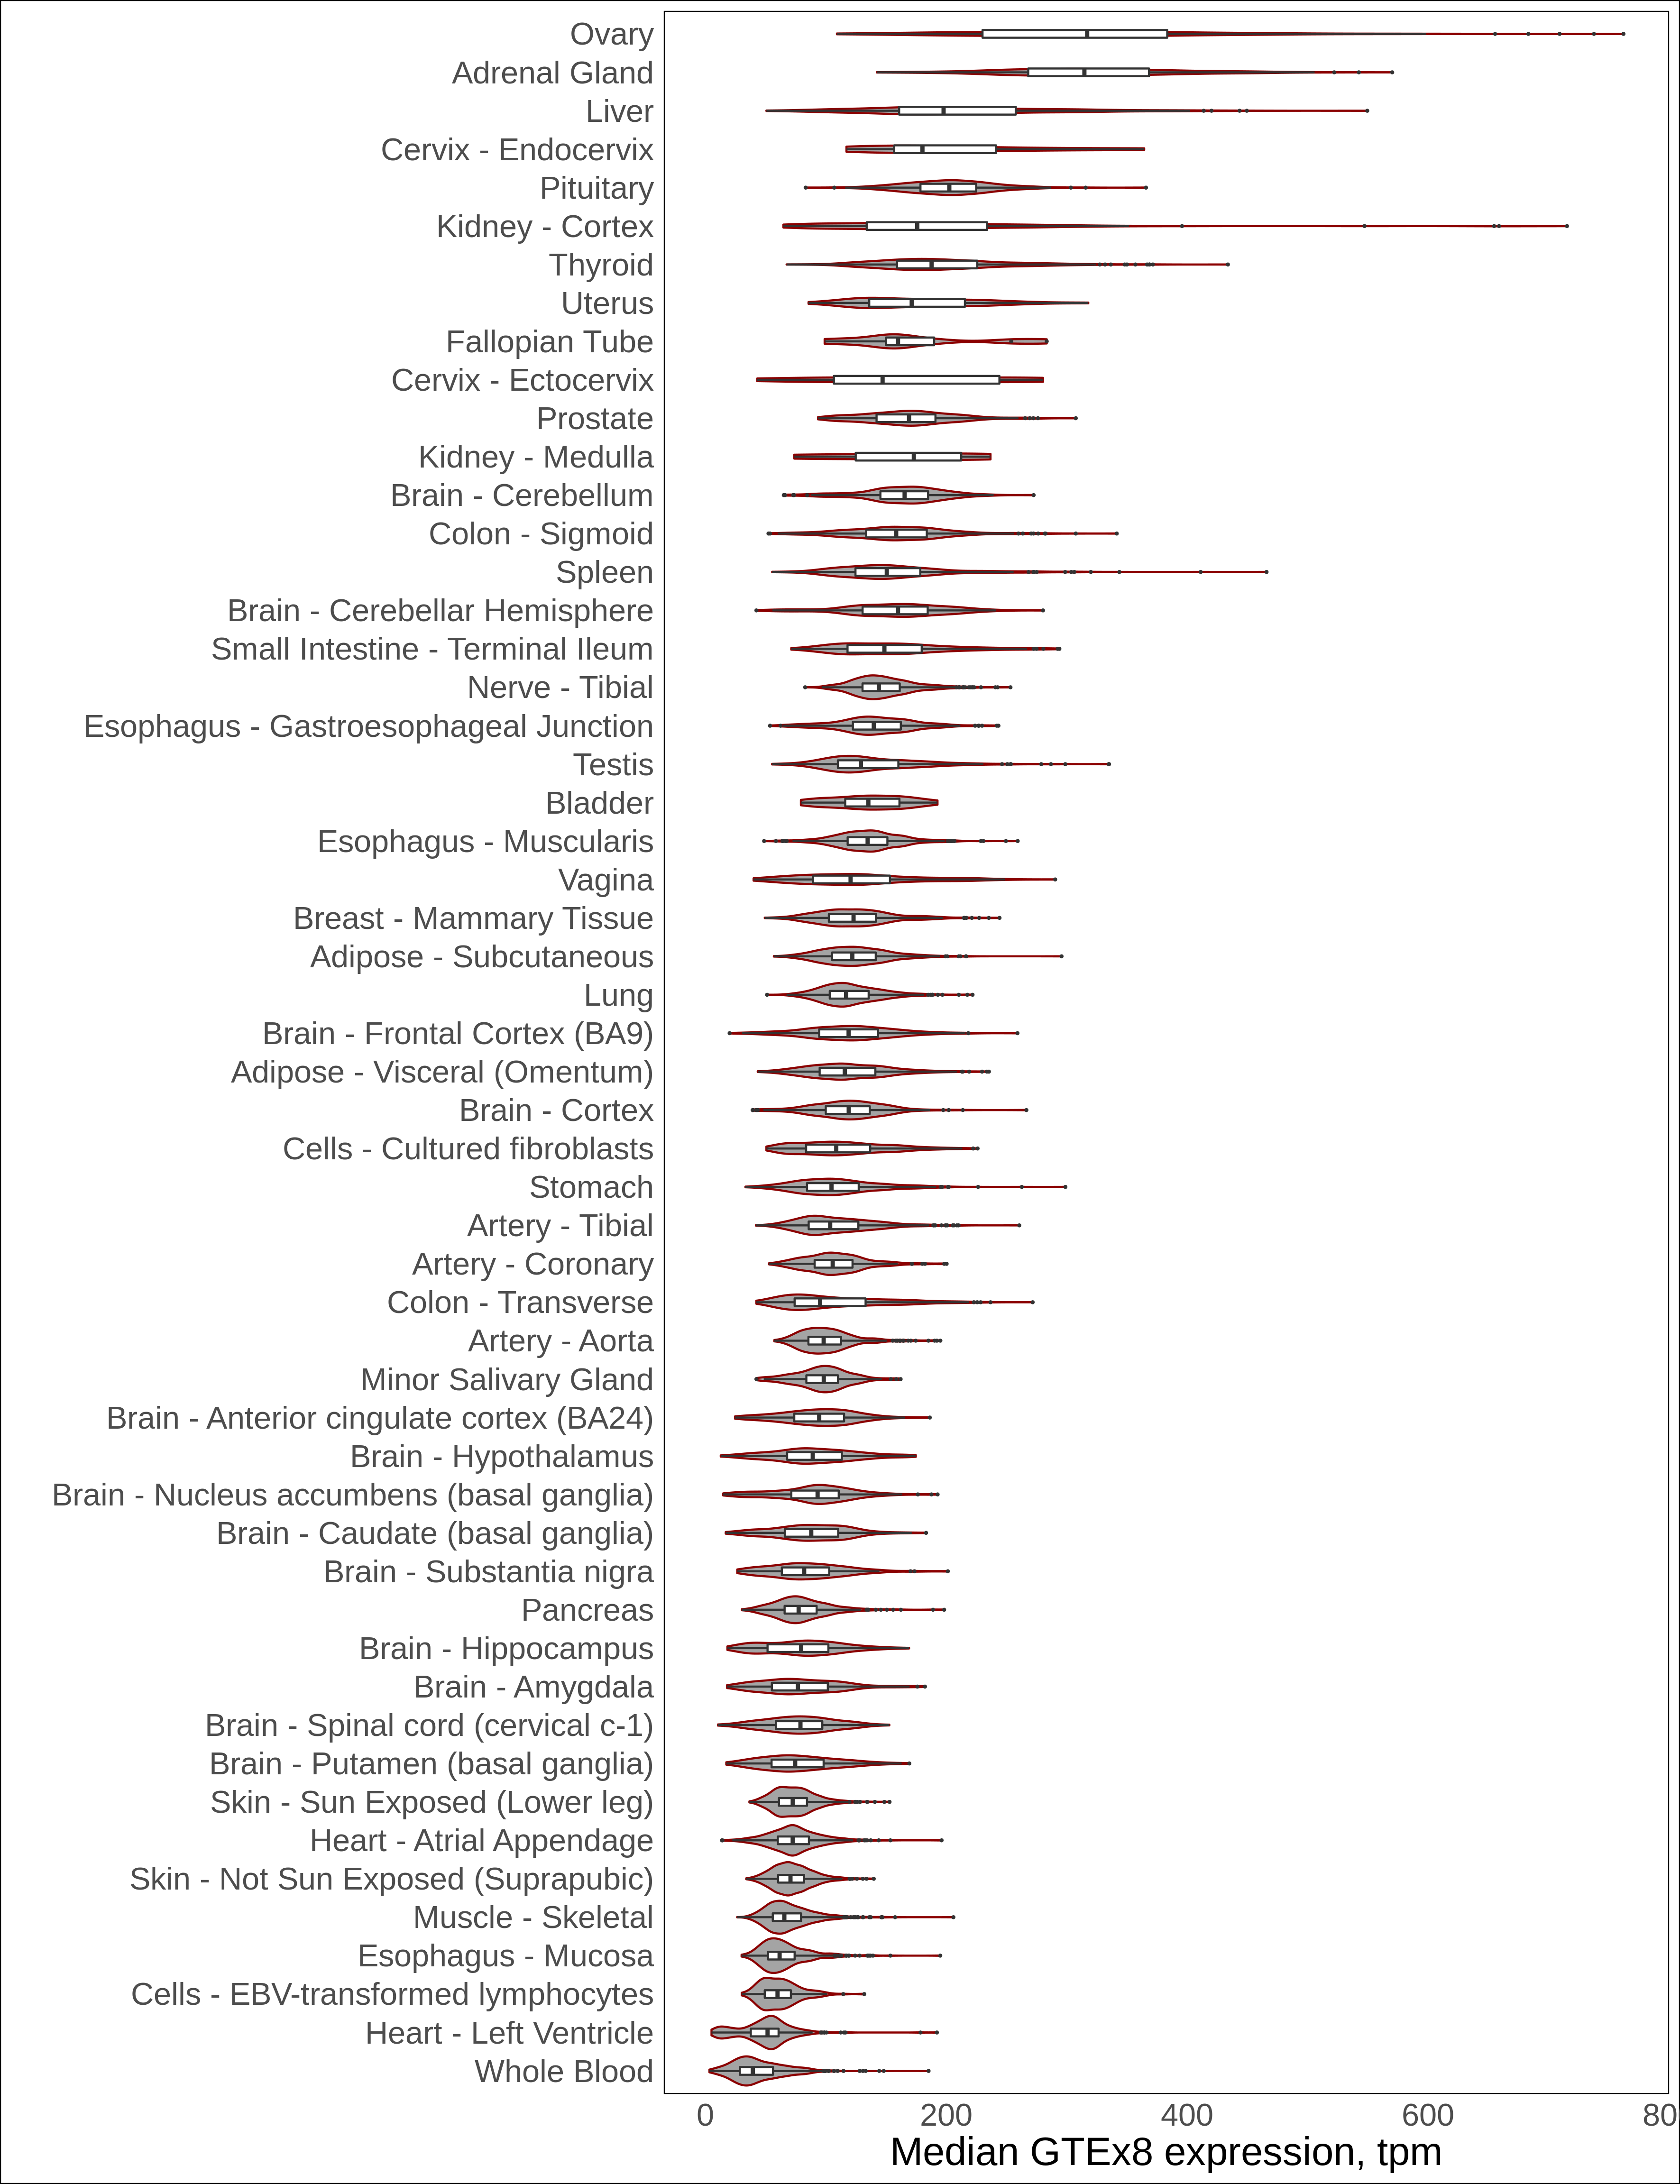 Ovary
Adrenal Gland
Liver
Cervix - Endocervix
Pituitary
Kidney - Cortex
Thyroid
Uterus
Fallopian Tube
Cervix - Ectocervix
Prostate
Kidney - Medulla
Brain - Cerebellum
Colon - Sigmoid
Spleen
Brain - Cerebellar Hemisphere
Small Intestine - Terminal Ileum
Nerve - Tibial
Esophagus - Gastroesophageal Junction
Testis
Bladder
Esophagus - Muscularis
Vagina
Breast - Mammary Tissue
Adipose - Subcutaneous
Lung
Brain - Frontal Cortex (BA9)
Adipose - Visceral (Omentum)
Brain - Cortex
Cells - Cultured fibroblasts
Stomach
Artery - Tibial
Artery - Coronary
Colon - Transverse
Artery - Aorta
Minor Salivary Gland
Brain - Anterior cingulate cortex (BA24)
Brain - Hypothalamus
Brain - Nucleus accumbens (basal ganglia)
Brain - Caudate (basal ganglia)
Brain - Substantia nigra
Pancreas
Brain - Hippocampus
Brain - Amygdala
Brain - Spinal cord (cervical c-1)
Brain - Putamen (basal ganglia)
Skin - Sun Exposed (Lower leg)
Heart - Atrial Appendage
Skin - Not Sun Exposed (Suprapubic)
Muscle - Skeletal
Esophagus - Mucosa
Cells - EBV-transformed lymphocytes
Heart - Left Ventricle
Whole Blood
0 200 400 600 80
Median GTEx8 expression, tpm